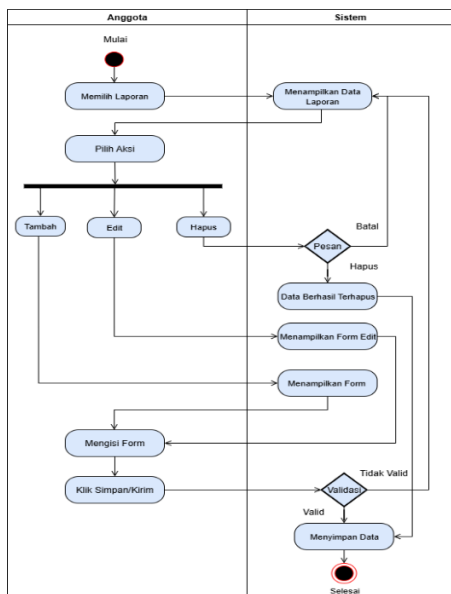 Anggota
Sistem
Mulai
Memilih Laporan
Menampilkan Data
Laporan
Pilih Aksi
Tambah
Edit
Hapus
Batal
Pesan
Hapus
Data Berhasil Terhapus
Menampilkan Form Edit
Menampilkan Form
Mengisi Form
Tidak Valid
Klik Simpan/Kirim
Validasi
Valid
Menyimpan Data
Selesai